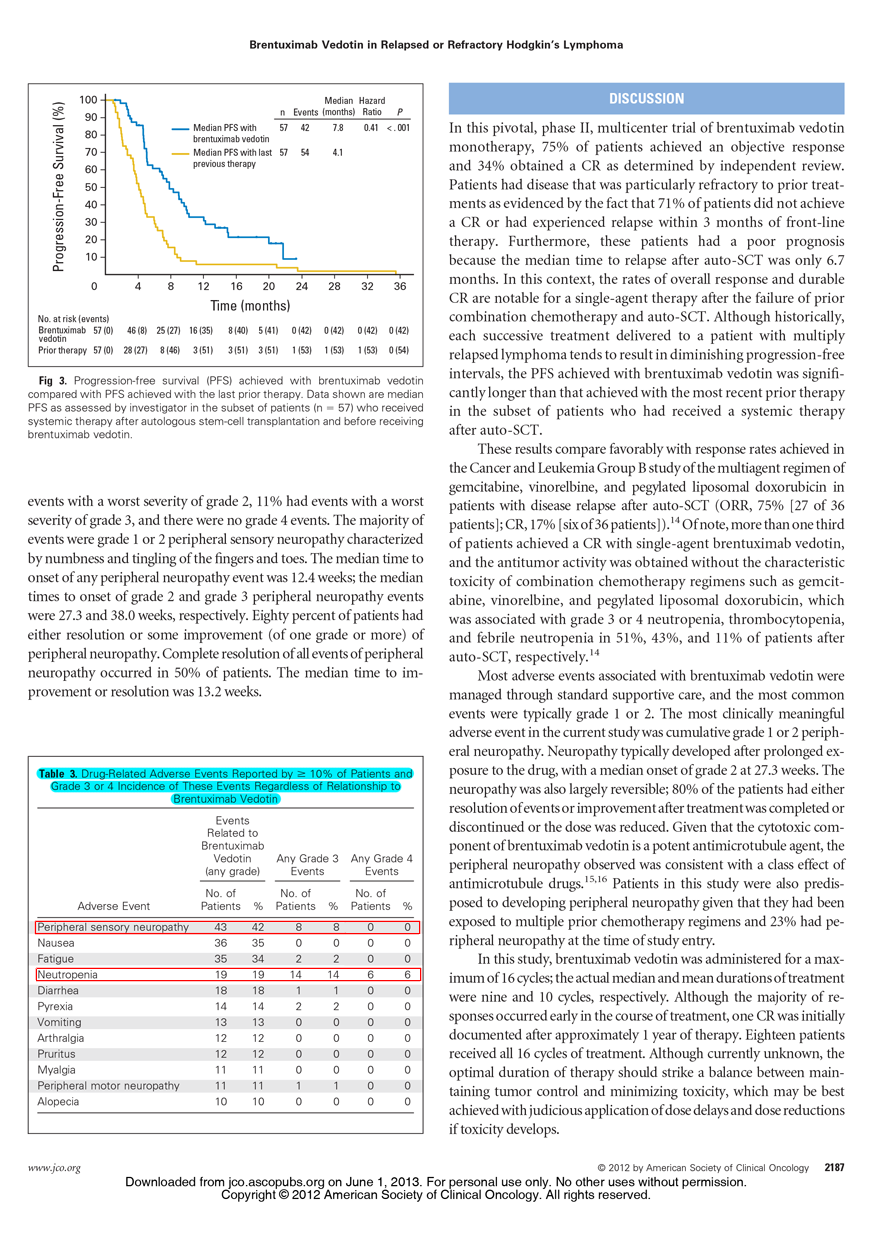 Brentuximab Vedotin in Relapsed or Refractory Hodgkin's Lymphoma
Progression-Free Survival (%)
100
90
80
70
60
50
40
30
20
10
0 4 8 12 16 20 24 28 32 36
Time (months)
Median Hazard
n Events (months) Ratio P
Median PFS with 57 42 7.8 0.41 < .001
brentuximab vedotin
Median PFS with last 57 54 4.1
previous therapy
No. at risk (events)
Brentuximab 57 (0) 46 (8) 25 (27) 16 (35) 8 (40) 5 (41) 0 (42) 0 (42) 0 (42) 0 (42)
vedotin
Prior therapy 57 (0) 28 (27) 8 (46) 3 (51) 3 (51) 3 (51) 1 (53) 1 (53) 1 (53) 0 (54)
Fig 3. Progression-free survival (PFS) achieved with brentuximab vedotin
compared with PFS achieved with the last prior therapy. Data shown are median
PFS as assessed by investigator in the subset of patients (n = 57) who received
systemic therapy after autologous stem-cell transplantation and before receiving
brentuximab vedotin.
events with a worst severity of grade 2, 11% had events with a worst
severity of grade 3, and there were no grade 4 events. The majority of
events were grade 1 or 2 peripheral sensory neuropathy characterized
by numbness and tingling of the fingers and toes. The median time to
onset of any peripheral neuropathy event was 12.4 weeks; the median
times to onset of grade 2 and grade 3 peripheral neuropathy events
were 27.3 and 38.0 weeks, respectively. Eighty percent of patients had
either resolution or some improvement (of one grade or more) of
peripheral neuropathy. Complete resolution of all events of peripheral
neuropathy occurred in 50% of patients. The median time to im-
provement or resolution was 13.2 weeks.
Table 3. Drug-Related Adverse Events Reported by ≥ 10% of Patients and
Grade 3 or 4 Incidence of These Events Regardless of Relationship to
Brentuximab Vedotin
Events
Related to
Brentuximab
Vedotin Any Grade 3 Any Grade 4
(any grade) Events Events
No. of No. of No. of
Adverse Event Patients % Patients % Patients %
Peripheral sensory neuropathy 43 42 8 8 0 0
Nausea 36 35 0 0 0 0
Fatigue 35 34 2 2 0 0
Neutropenia 19 19 14 14 6 6
Diarrhea 18 18 1 1 0 0
Pyrexia 14 14 2 2 0 0
Vomiting 13 13 0 0 0 0
Arthralgia 12 12 0 0 0 0
Pruritus 12 12 0 0 0 0
Myalgia 11 11 0 0 0 0
Peripheral motor neuropathy 11 11 1 1 0 0
Alopecia 10 10 0 0 0 0
DISCUSSION
In this pivotal, phase II, multicenter trial of brentuximab vedotin
monotherapy, 75% of patients achieved an objective response
and 34% obtained a CR as determined by independent review.
Patients had disease that was particularly refractory to prior treat-
ments as evidenced by the fact that 71% of patients did not achieve
a CR or had experienced relapse within 3 months of front-line
therapy. Furthermore, these patients had a poor prognosis
because the median time to relapse after auto-SCT was only 6.7
months. In this context, the rates of overall response and durable
CR are notable for a single-agent therapy after the failure of prior
combination chemotherapy and auto-SCT. Although historically,
each successive treatment delivered to a patient with multiply
relapsed lymphoma tends to result in diminishing progression-free
intervals, the PFS achieved with brentuximab vedotin was signifi-
cantly longer than that achieved with the most recent prior therapy
in the subset of patients who had received a systemic therapy
after auto-SCT.
These results compare favorably with response rates achieved in
the Cancer and Leukemia Group B study of the multiagent regimen of
gemcitabine, vinorelbine, and pegylated liposomal doxorubicin in
patients with disease relapse after auto-SCT (ORR, 75% [27 of 36
patients]; CR, 17% [six of 36 patients]).14 Of note, more than one third
of patients achieved a CR with single-agent brentuximab vedotin,
and the antitumor activity was obtained without the characteristic
toxicity of combination chemotherapy regimens such as gemcit-
abine, vinorelbine, and pegylated liposomal doxorubicin, which
was associated with grade 3 or 4 neutropenia, thrombocytopenia,
and febrile neutropenia in 51%, 43%, and 11% of patients after
auto-SCT, respectively.14
Most adverse events associated with brentuximab vedotin were
managed through standard supportive care, and the most common
events were typically grade 1 or 2. The most clinically meaningful
adverse event in the current study was cumulative grade 1 or 2 periph-
eral neuropathy. Neuropathy typically developed after prolonged ex-
posure to the drug, with a median onset of grade 2 at 27.3 weeks. The
neuropathy was also largely reversible; 80% of the patients had either
resolution of events or improvement after treatment was completed or
discontinued or the dose was reduced. Given that the cytotoxic com-
ponent of brentuximab vedotin is a potent antimicrotubule agent, the
peripheral neuropathy observed was consistent with a class effect of
antimicrotubule drugs.15,16 Patients in this study were also predis-
posed to developing peripheral neuropathy given that they had been
exposed to multiple prior chemotherapy regimens and 23% had pe-
ripheral neuropathy at the time of study entry.
In this study, brentuximab vedotin was administered for a max-
imum of 16 cycles; the actual median and mean durations of treatment
were nine and 10 cycles, respectively. Although the majority of re-
sponses occurred early in the course of treatment, one CR was initially
documented after approximately 1 year of therapy. Eighteen patients
received all 16 cycles of treatment. Although currently unknown, the
optimal duration of therapy should strike a balance between main-
taining tumor control and minimizing toxicity, which may be best
achieved with judicious application of dose delays and dose reductions
if toxicity develops.
www.jco.org © 2012 by American Society of Clinical Oncology 2187
Downloaded from jco.ascopubs.org on June 1, 2013. For personal use only. No other uses without permission.
Copyright © 2012 American Society of Clinical Oncology. All rights reserved.